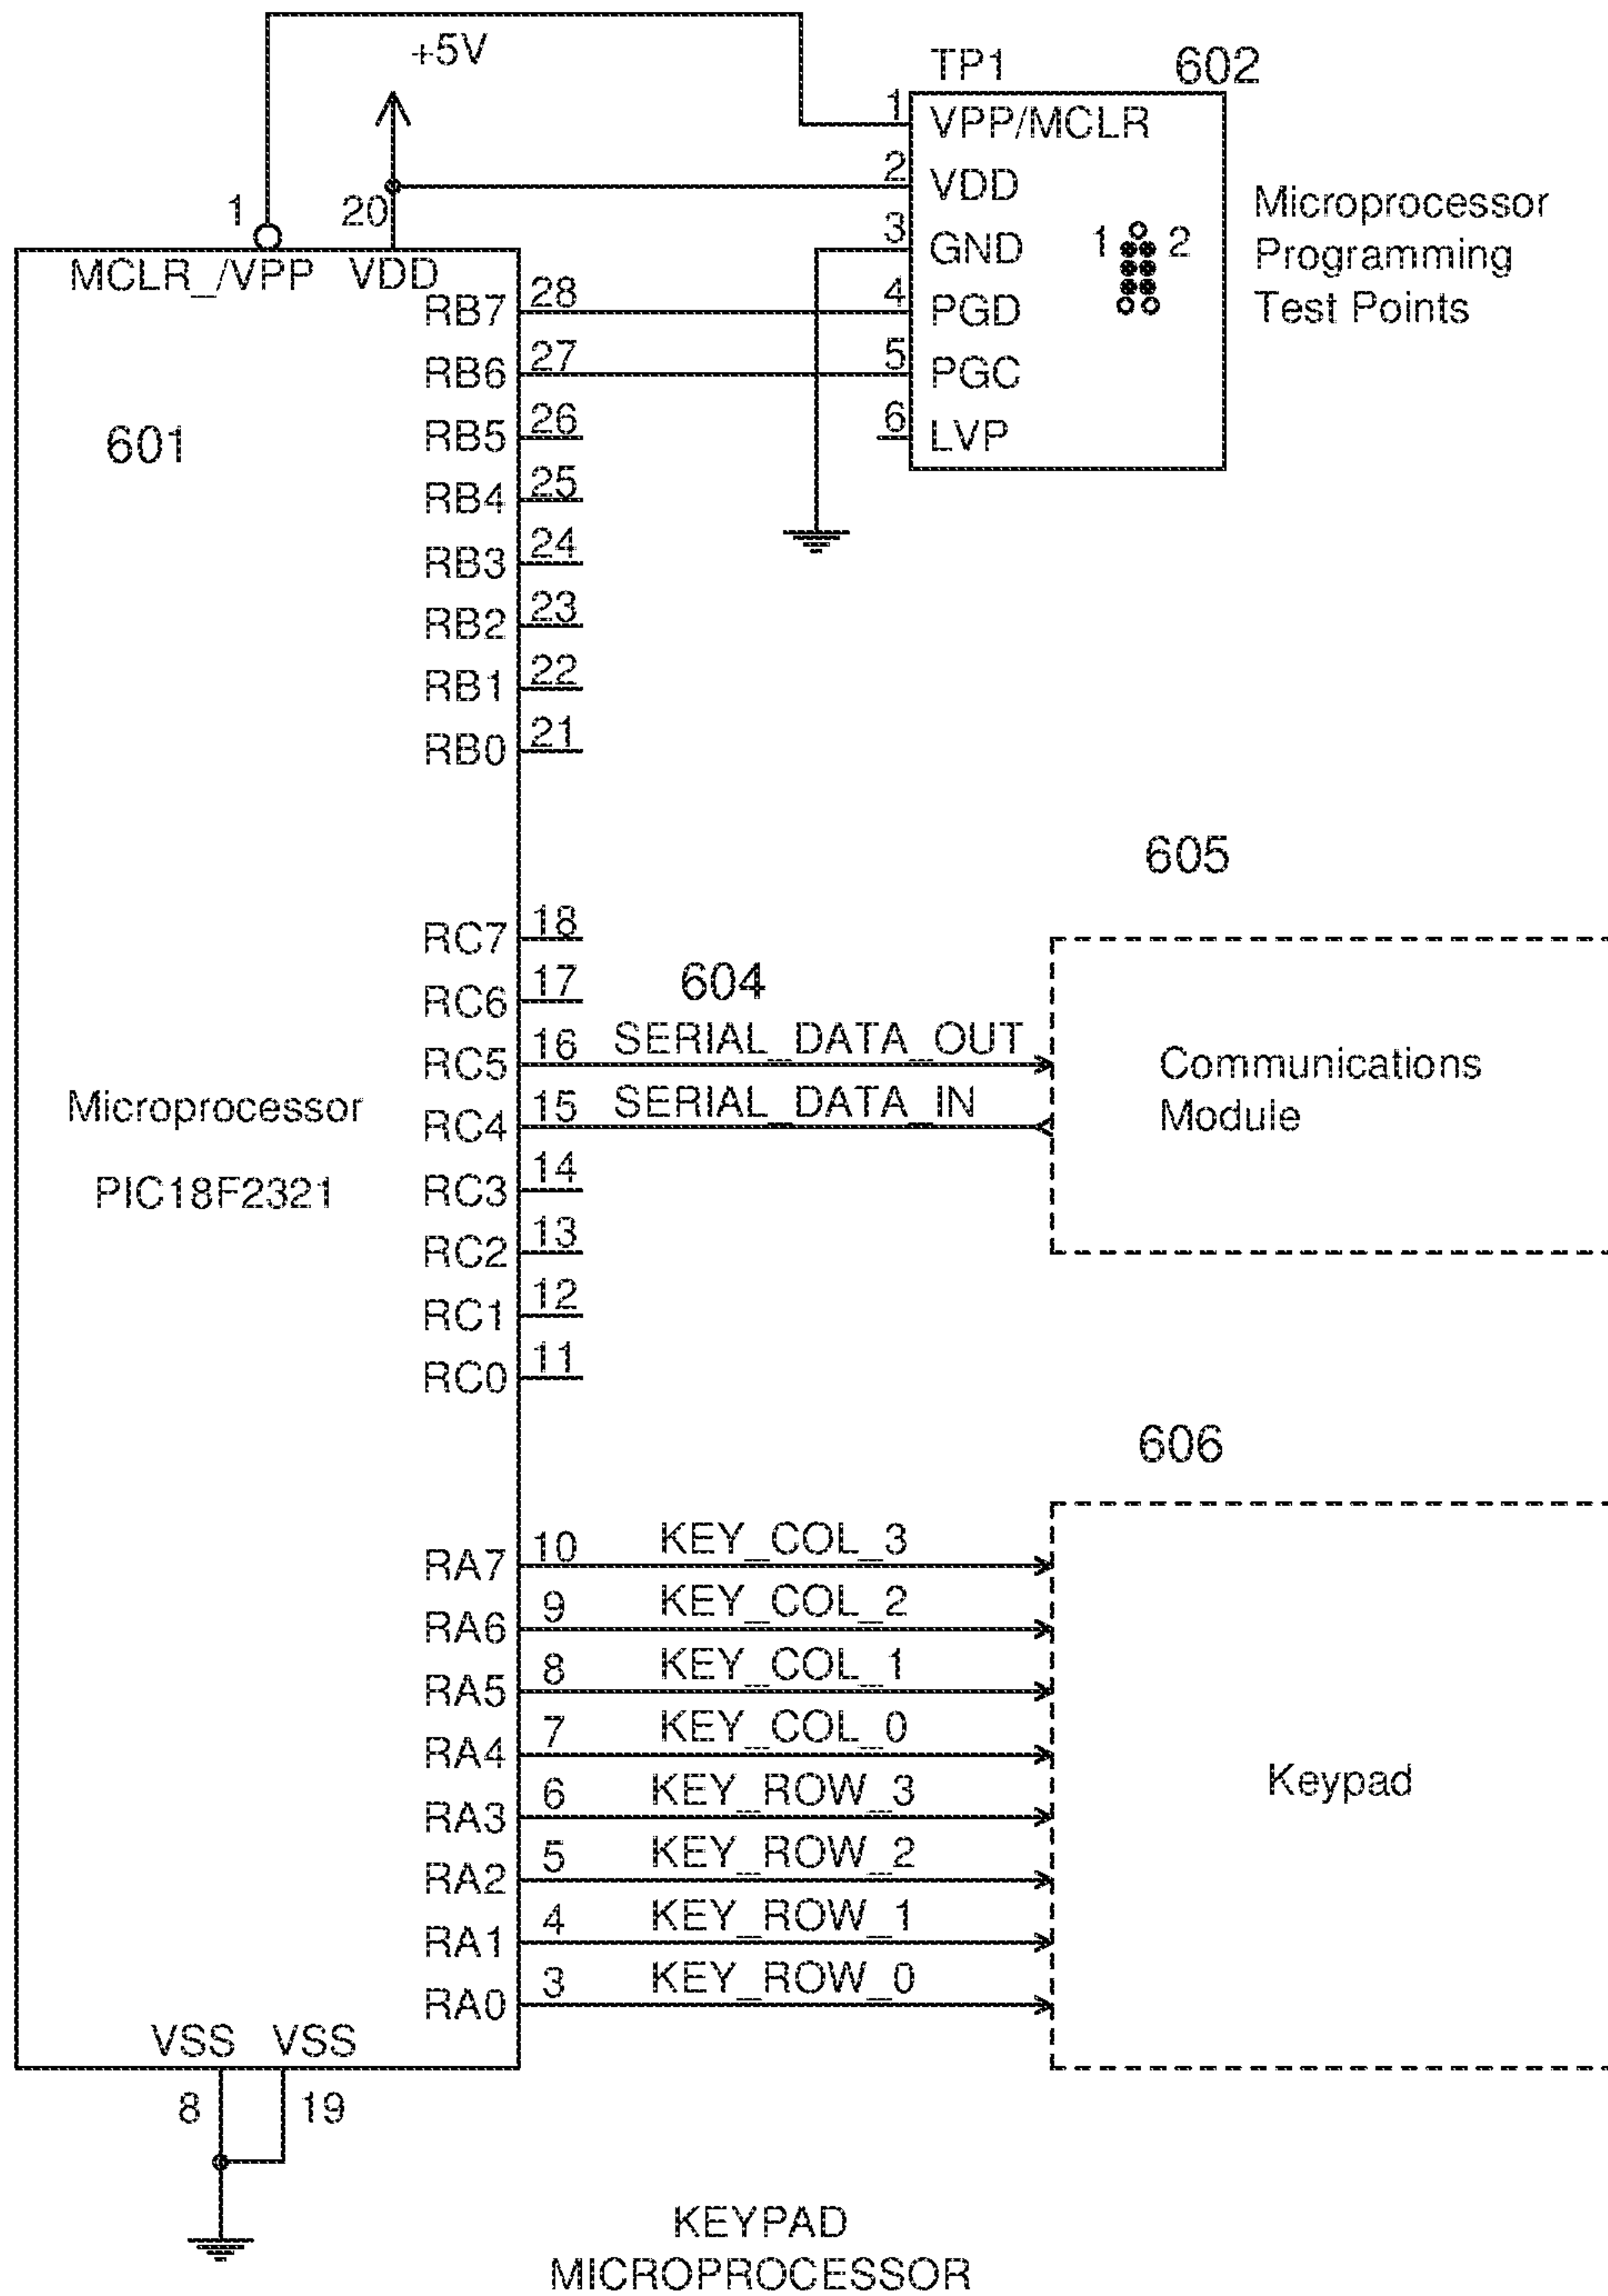 +5V
TP1
602
1 VPP/MCLR
2 VDD
3 GND
4 PGD
5 PGC
6 LVP
1 2
Microprocessor
Programming
Test Points
1 20
MCLR_/VPP VDD
RB7 28
RB6 27
RB5 26
RB4 25
RB3 24
RB2 23
RB1 22
RB0 21
601
605
RC7 18
RC6 17
604
RC5 16 SERIAL_DATA_OUT
RC4 15 SERIAL_DATA_IN
RC3 14
RC2 13
RC1 12
RC0 11
Communications
Module
Microprocessor
PIC18F2321
606
RA7 10 KEY_COL_3
RA6 9 KEY_COL_2
RA5 8 KEY_COL_1
RA4 7 KEY_COL_0
RA3 6 KEY_ROW_3
RA2 5 KEY_ROW_2
RA1 4 KEY_ROW_1
RA0 3 KEY_ROW_0
Keypad
VSS VSS
8 19
KEYPAD
MICROPROCESSOR